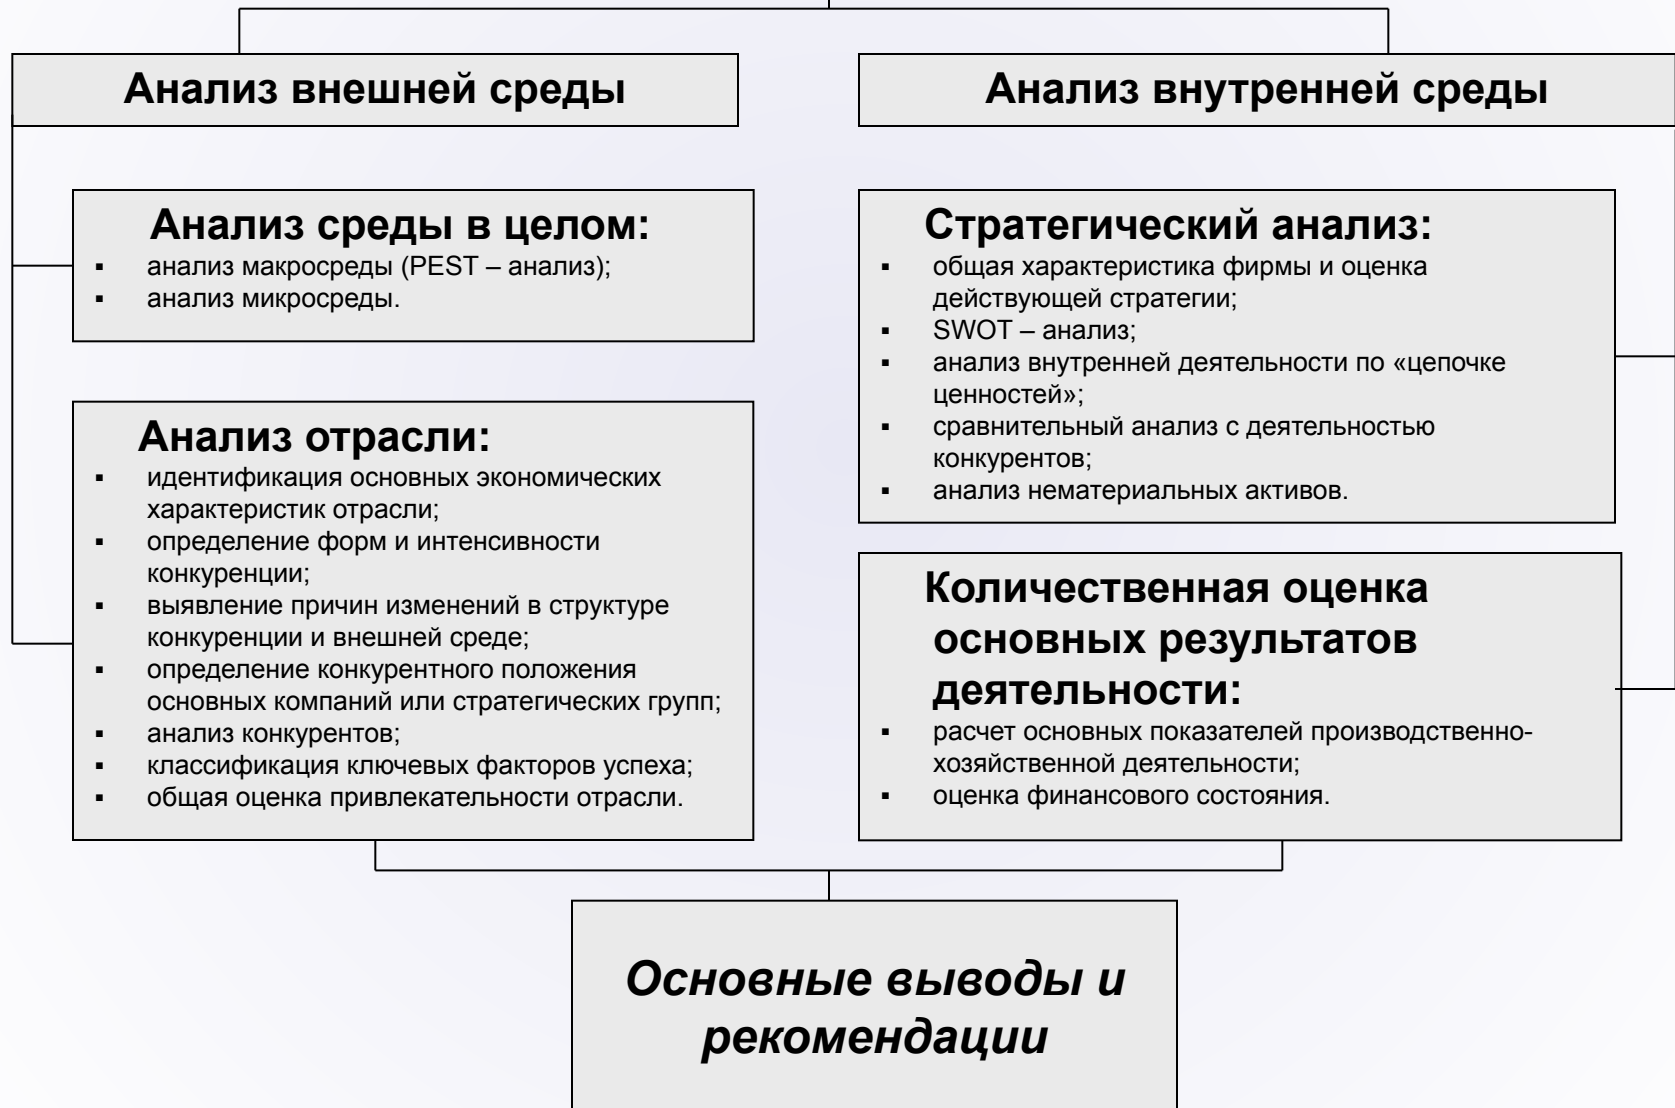 Анализ внешней среды
Анализ внутренней среды
Анализ среды в целом:
▪ анализ макросреды (PEST – анализ);
▪ анализ микросреды.
Анализ отрасли:
▪ идентификация основных экономических
характеристик отрасли;
▪ определение форм и интенсивности
конкуренции;
▪ выявление причин изменений в структуре
конкуренции и внешней среде;
▪ определение конкурентного положения
основных компаний или стратегических групп;
▪ анализ конкурентов;
▪ классификация ключевых факторов успеха;
▪ общая оценка привлекательности отрасли.
Стратегический анализ:
▪ общая характеристика фирмы и оценка
действующей стратегии;
▪ SWOT – анализ;
▪ анализ внутренней деятельности по «цепочке
ценностей»;
▪ сравнительный анализ с деятельностью
конкурентов;
▪ анализ нематериальных активов.
Количественная оценка
основных результатов
деятельности:
▪ расчет основных показателей производственно-
хозяйственной деятельности;
▪ оценка финансового состояния.
Основные выводы и
рекомендации